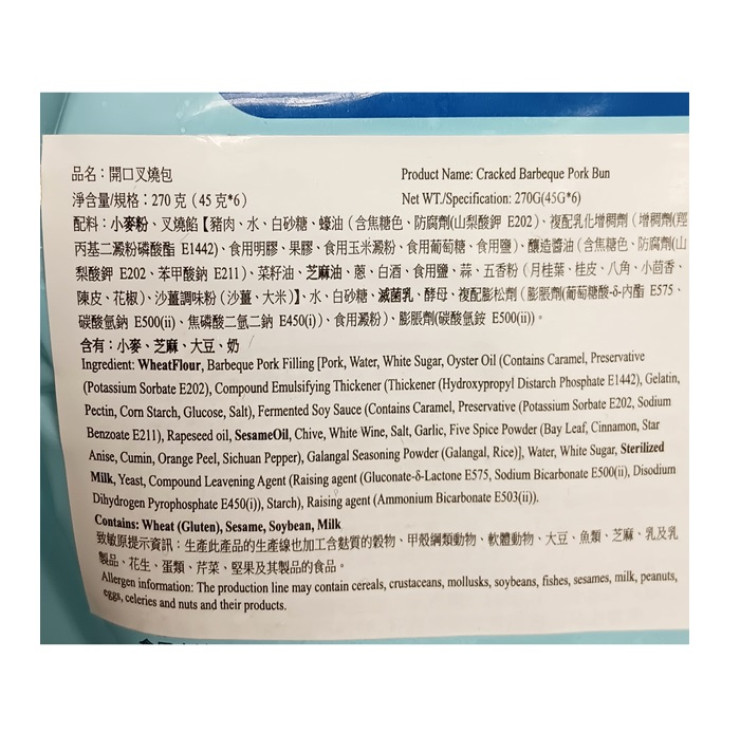 品名：開口叉燒包
Product Name: Cracked Barbeque Pork Bun
淨含量/規格：270 克（45 克*6）
Net WT./Specification: 270G(45G*6)
配料：小麥粉、叉燒餡【豬肉、水、白砂糖、蠔油（含焦糖色、防腐劑(山梨酸鉀 E202)、複配乳化增稠劑（增稠劑(羥
丙基二澱粉磷酸酯 E1442)、食用明膠、果膠、食用玉米澱粉、食用葡萄糖、食用鹽）、釀造醬油（含焦糖色、防腐劑(山
梨酸鉀 E202、苯甲酸鈉 E211)、菜籽油、芝麻油、蔥、白酒、食用鹽、蒜、五香粉（月桂葉、桂皮、八角、小茴香、
陳皮、花椒）、沙薑調味粉（沙薑、大米）】、水、白砂糖、滅菌乳、酵母、複配膨松劑（膨脹劑(葡萄糖酸-δ-內酯 E575、
碳酸氫鈉 E500(ii)、焦磷酸二氫二鈉 E450(i))、食用澱粉）、膨脹劑(碳酸氫銨 E500(ii))。
含有：小麥、芝麻、大豆、奶
Ingredient: WheatFlour, Barbeque Pork Filling [Pork, Water, White Sugar, Oyster Oil (Contains Caramel, Preservative
(Potassium Sorbate E202), Compound Emulsifying Thickener (Thickener (Hydroxypropyl Distarch Phosphate E1442), Gelatin,
Pectin, Corn Starch, Glucose, Salt), Fermented Soy Sauce (Contains Caramel, Preservative (Potassium Sorbate E202, Sodium
Benzoate E211), Rapeseed oil, SesameOil, Chive, White Wine, Salt, Garlic, Five Spice Powder (Bay Leaf, Cinnamon, Star
Anise, Cumin, Orange Peel, Sichuan Pepper), Galangal Seasoning Powder (Galangal, Rice)], Water, White Sugar, Sterilized
Milk, Yeast, Compound Leavening Agent (Raising agent (Gluconate-δ-Lactone E575, Sodium Bicarbonate E500(ii), Disodium
Dihydrogen Pyrophosphate E450(i)), Starch), Raising agent (Ammonium Bicarbonate E503(ii)).
Contains: Wheat (Gluten), Sesame, Soybean, Milk
致敏原提示資訊：生產此產品的生產線也加工含麩質的穀物、甲殼綱類動物、軟體動物、大豆、魚類、芝麻、乳及乳
製品、花生、蛋類、芹菜、堅果及其製品的食品。
Allergen information: The production line may contain cereals, crustaceans, mollusks, soybeans, fishes, sesames, milk, peanuts,
eggs, celeries and nuts and their products.